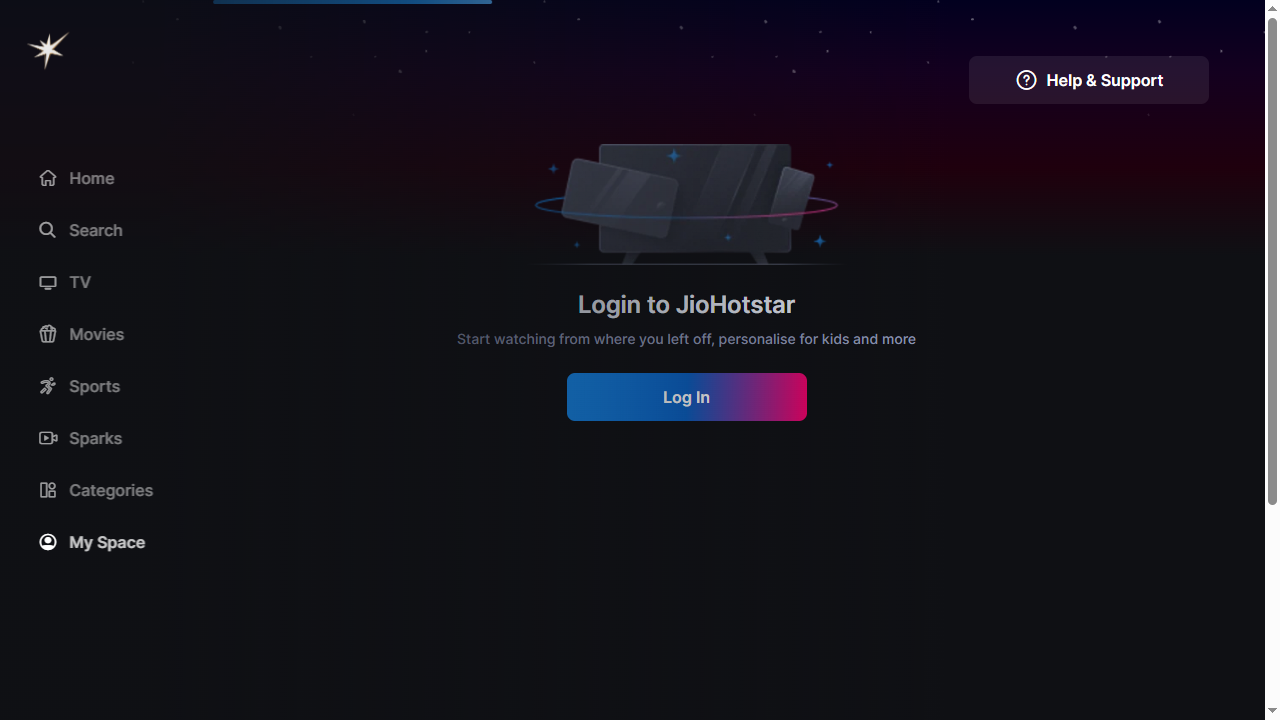 Help & Support
Home
Search
TV
Movies
Sports
Sparks
Categories
My Space
Login to JioHotstar
Start watching from where you left off, personalise for kids and more
Log In